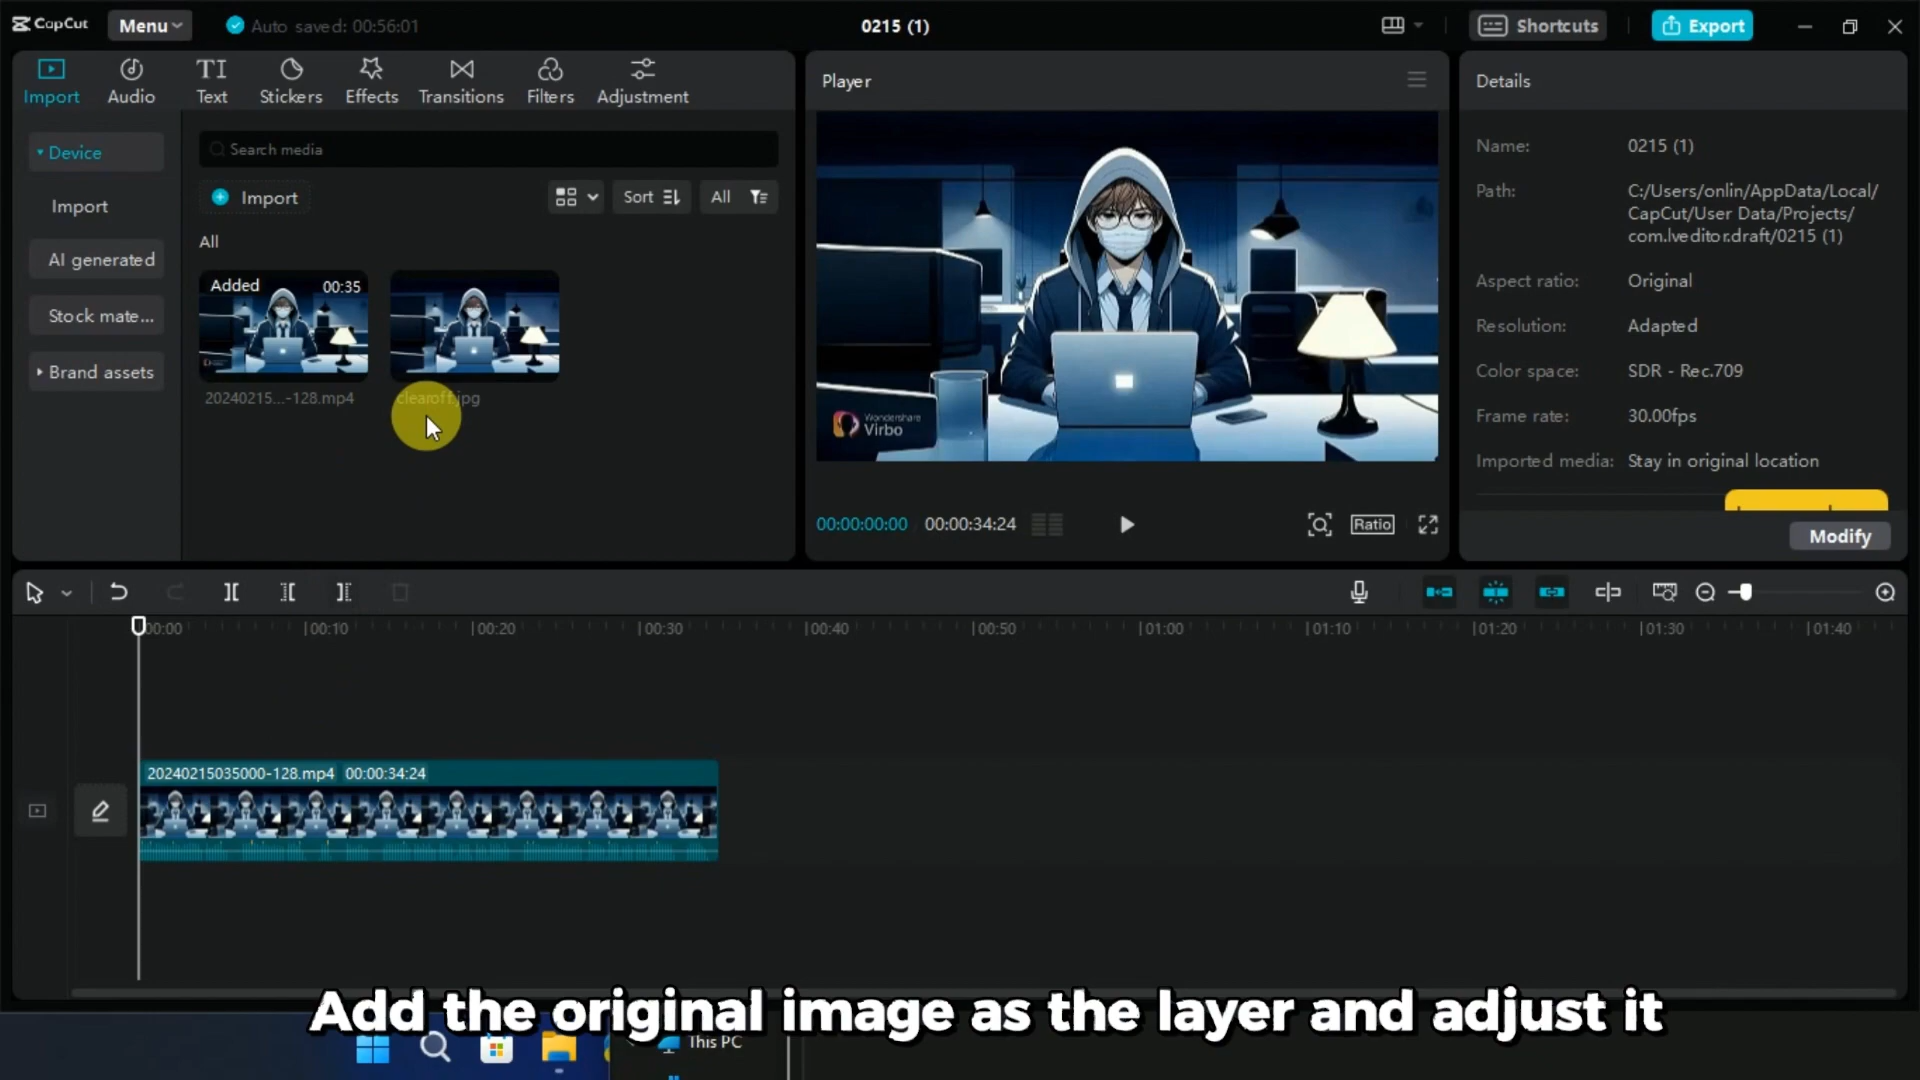 CapCut
Menu
Auto saved: 00:56:01
0215 (1)
Shortcuts
Export
Import
Audio
TI
Text
Stickers
Effects
Transitions
Filters
Adjustment
Player
Details
Device
Import
AI generated
Stock mate...
Brand assets
Search media
Import
Sort
All
All
Added
00:35
20240215...-128.mp4
clearoff.jpg
Wondershare
Virbo
00:00:00:00
00:00:34:24
Ratio
Name:
0215 (1)
Path:
C:/Users/onlin/AppData/Local/
CapCut/User Data/Projects/
com.lveditor.draft/0215 (1)
Aspect ratio:
Original
Resolution:
Adapted
Color space:
SDR - Rec.709
Frame rate:
30.00fps
Imported media:
Stay in original location
Modify
00:00
00:10
00:20
00:30
00:40
00:50
01:00
01:10
01:20
01:30
01:40
20240215035000-128.mp4 00:00:34:24
Add the original image as the layer and adjust it
This PC